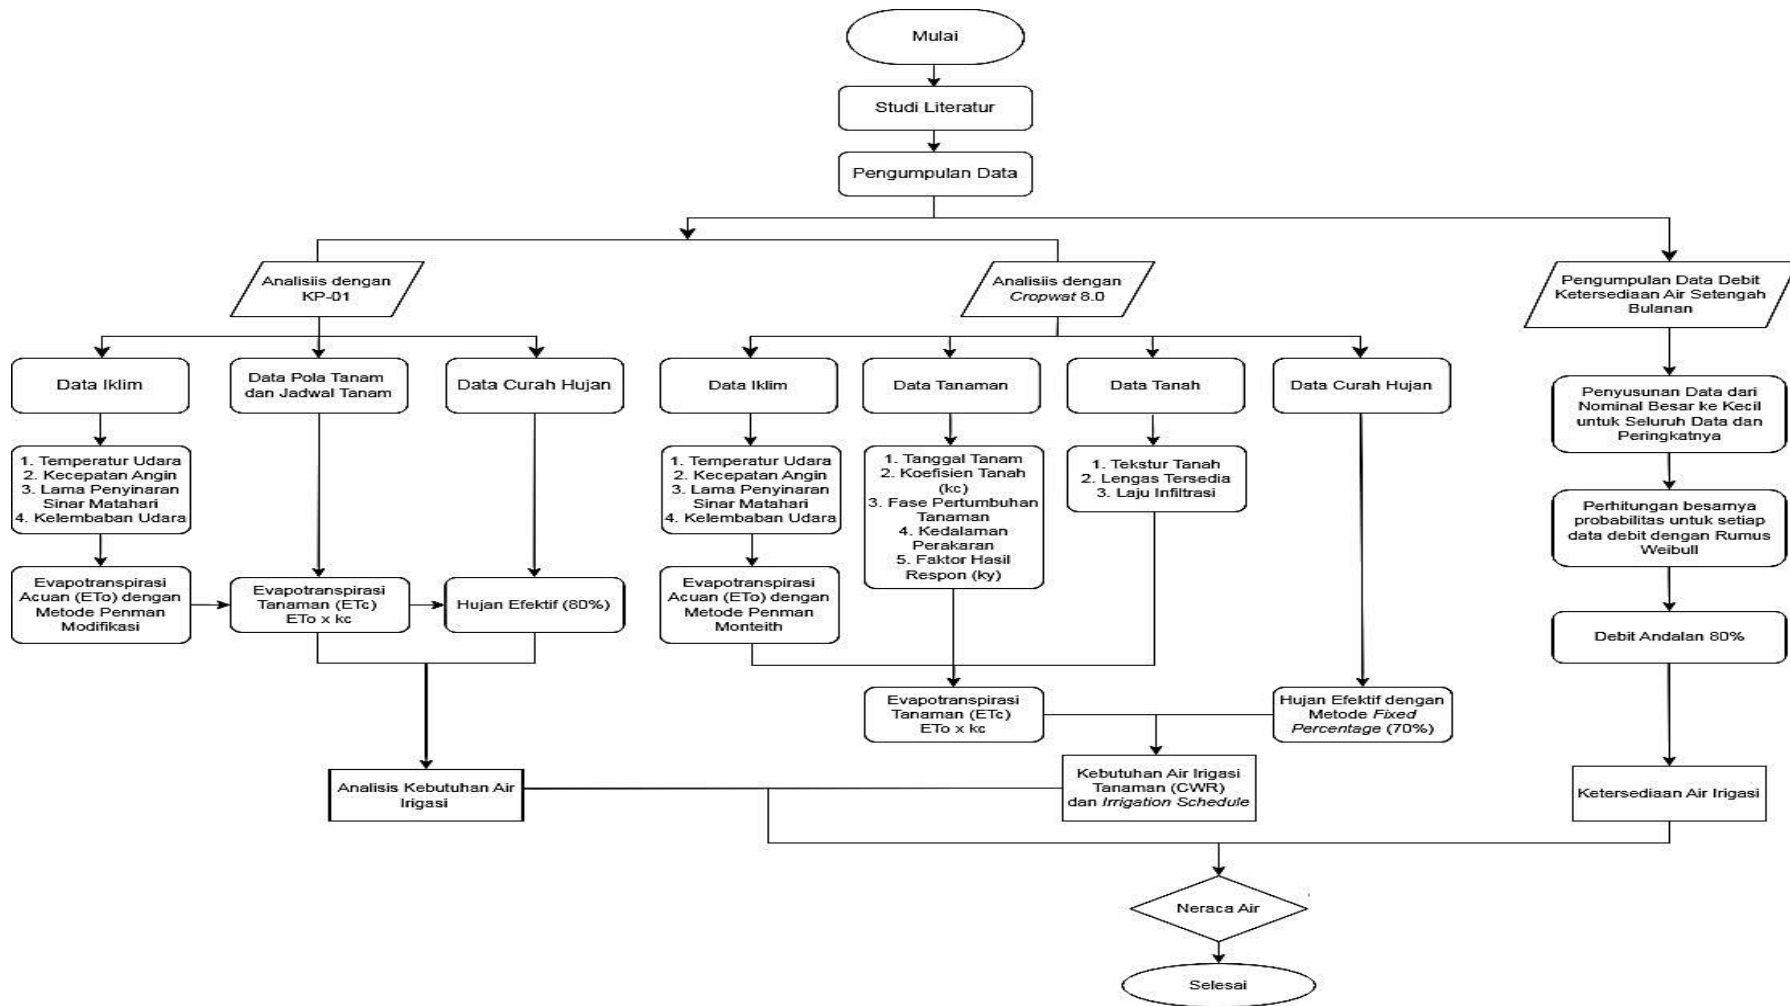 Mulai
Studi Literatur
Pengumpulan Data
Analisiis dengan
KP-01
Analisiis dengan
Cropwat 8.0
Pengumpulan Data Debit
Ketersediaan Air Setengah
Bulanan
Data Iklim
Data Pola Tanam
dan Jadwal Tanam
Data Curah Hujan
Data Iklim
Data Tanaman
Data Tanah
Data Curah Hujan
Penyusunan Data dari
Nominal Besar ke Kecil
untuk Seluruh Data dan
Peringkatnya
1. Temperatur Udara
2. Kecepatan Angin
3. Lama Penyinaran
Sinar Matahari
4. Kelembaban Udara
1. Temperatur Udara
2. Kecepatan Angin
3. Lama Penyinaran
Sinar Matahari
4. Kelembaban Udara
1. Tanggal Tanam
2. Koefisien Tanah
(kc)
3. Fase Pertumbuhan
Tanaman
4. Kedalaman
Perakaran
5. Faktor Hasil
Respon (ky)
1. Tekstur Tanah
2. Lengas Tersedia
3. Laju Infiltrasi
Perhitungan besarnya
probabilitas untuk setiap
data debit dengan Rumus
Weibull
Evapotranspirasi
Acuan (ETo) dengan
Metode Penman
Modifikasi
Evapotranspirasi
Tanaman (ETc)
ETo x kc
Hujan Efektif (80%)
Evapotranspirasi
Acuan (ETo) dengan
Metode Penman
Monteith
Debit Andalan 80%
Evapotranspirasi
Tanaman (ETc)
ETo x kc
Hujan Efektif dengan
Metode Fixed
Percentage (70%)
Analisis Kebutuhan Air
Irigasi
Kebutuhan Air Irigasi
Tanaman (CWR)
dan Irrigation Schedule
Ketersediaan Air Irigasi
Neraca Air
Selesai